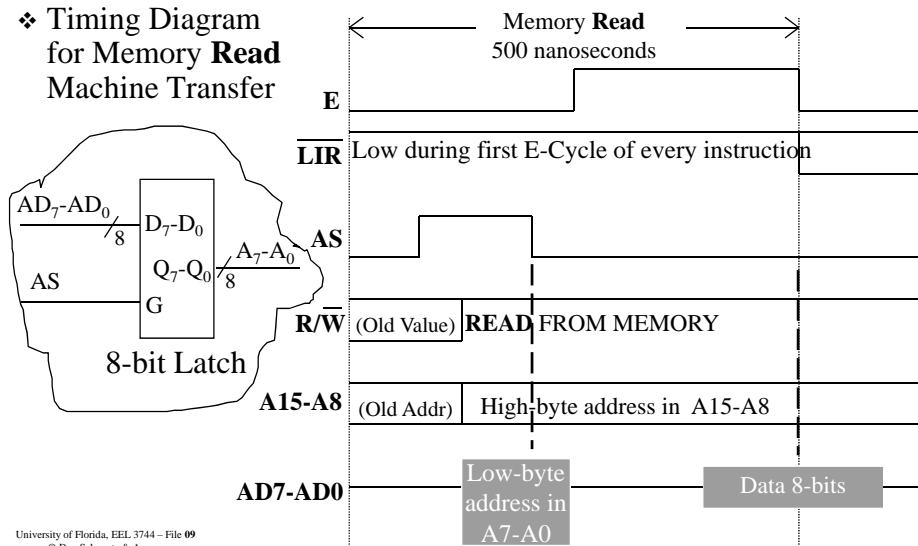 ❖ Timing Diagram
for Memory Read
Machine Transfer
Memory Read
500 nanoseconds
E
LIR
Low during first E-Cycle of every instruction
AD7-AD0
8
D7-D0
Q7-Q0
A7-A0
8
AS
G
8-bit Latch
AS
R/W
(Old Value)
READ FROM MEMORY
A15-A8
(Old Addr)
High-byte address in A15-A8
AD7-AD0
Low-byte
address in
A7-A0
Data 8-bits
University of Florida, EEL 3744 – File 09